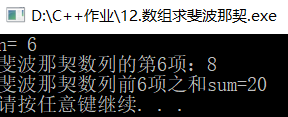 D:\C++作业\12.数组求斐波那契.exe
n= 6
斐波那契数列的第6项：8
斐波那契数列前6项之和sum=20
请按任意键继续. . .